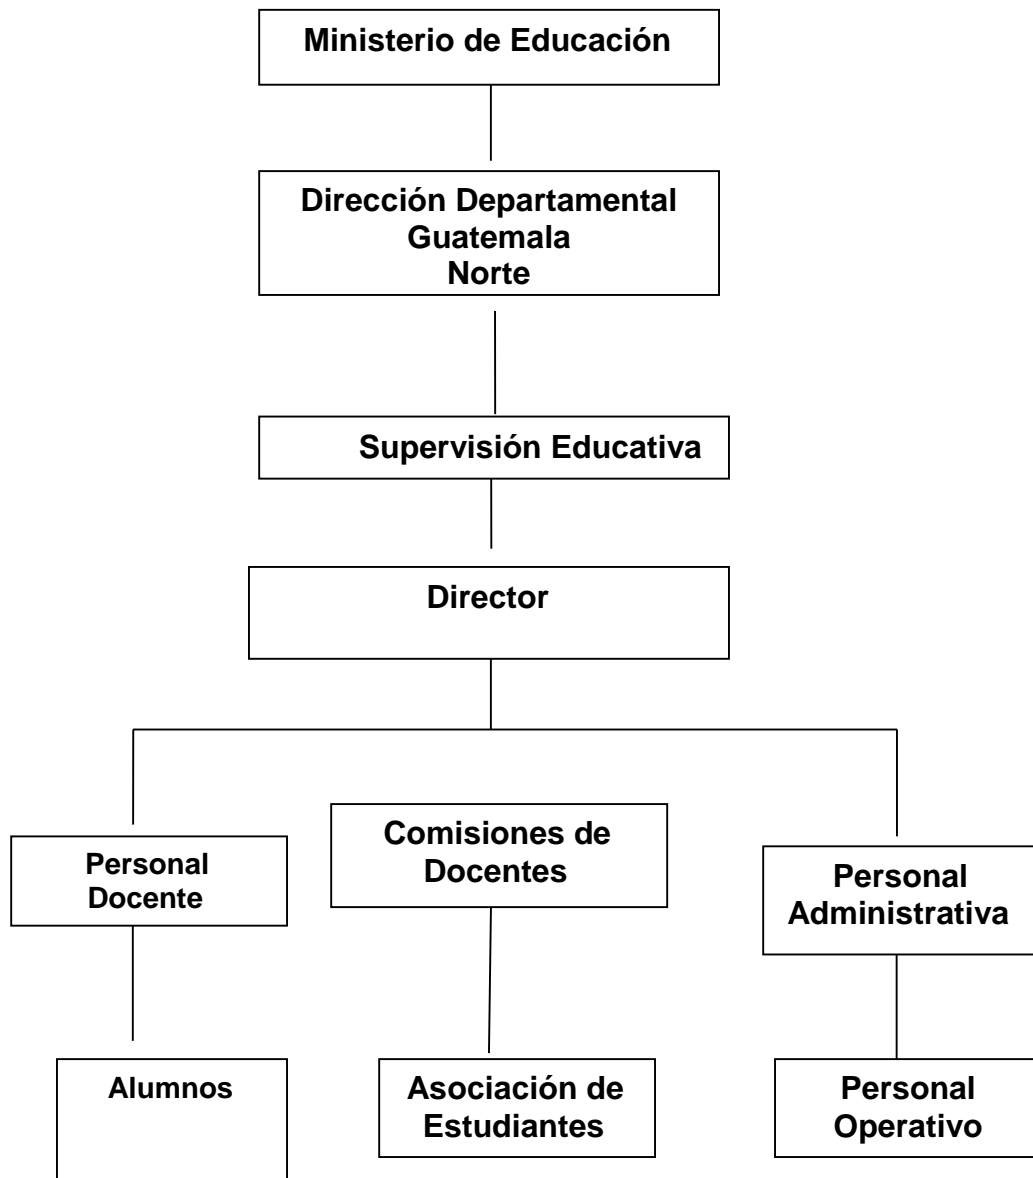 Ministerio de Educación
Dirección Departamental
Guatemala
Norte
Supervisión Educativa
Director
Personal
Docente
Comisiones de
Docentes
Personal
Administrativa
Alumnos
Asociación de
Estudiantes
Personal
Operativo